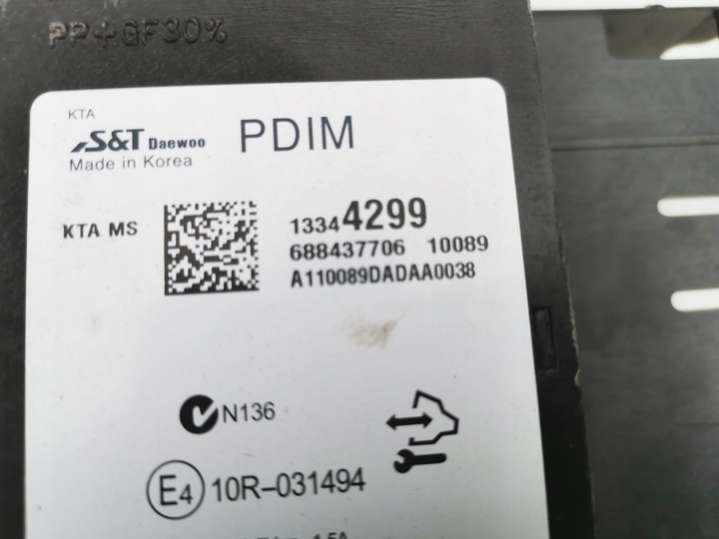 PP+GF30%
KTA
S&T Daewoo PDIM
Made in Korea
KTA MS
13344299
688437706 10089
A110089DADAA0038
N136
E4 10R-031494